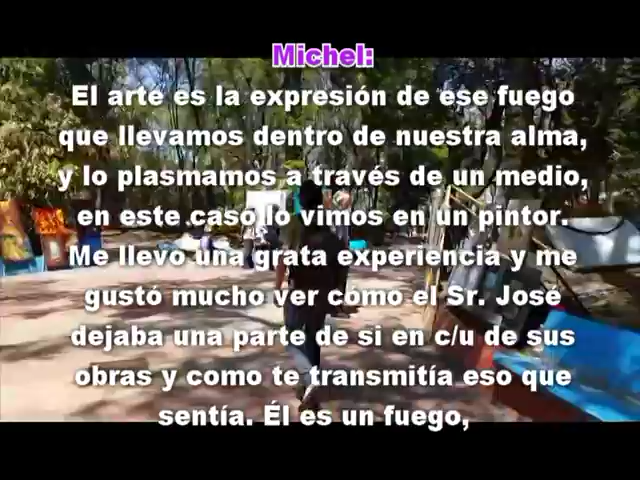 Michel:
El arte es la expresión de ese fuego
que llevamos dentro de nuestra alma,
y lo plasmamos a través de un medio,
en este caso lo vimos en un pintor.
Me llevo una grata experiencia y me
gustó mucho ver cómo el Sr. José
dejaba una parte de si en c/u de sus
obras y como te transmitía eso que
sentía. Él es un fuego,